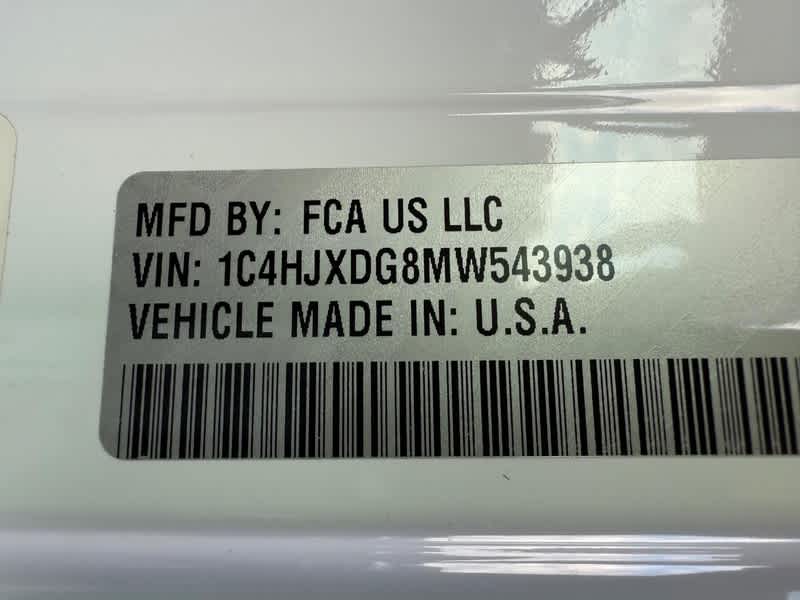 MFD BY: FCA US LLC
VIN: 1C4HJXDG8MW543938
VEHICLE MADE IN: U.S.A.